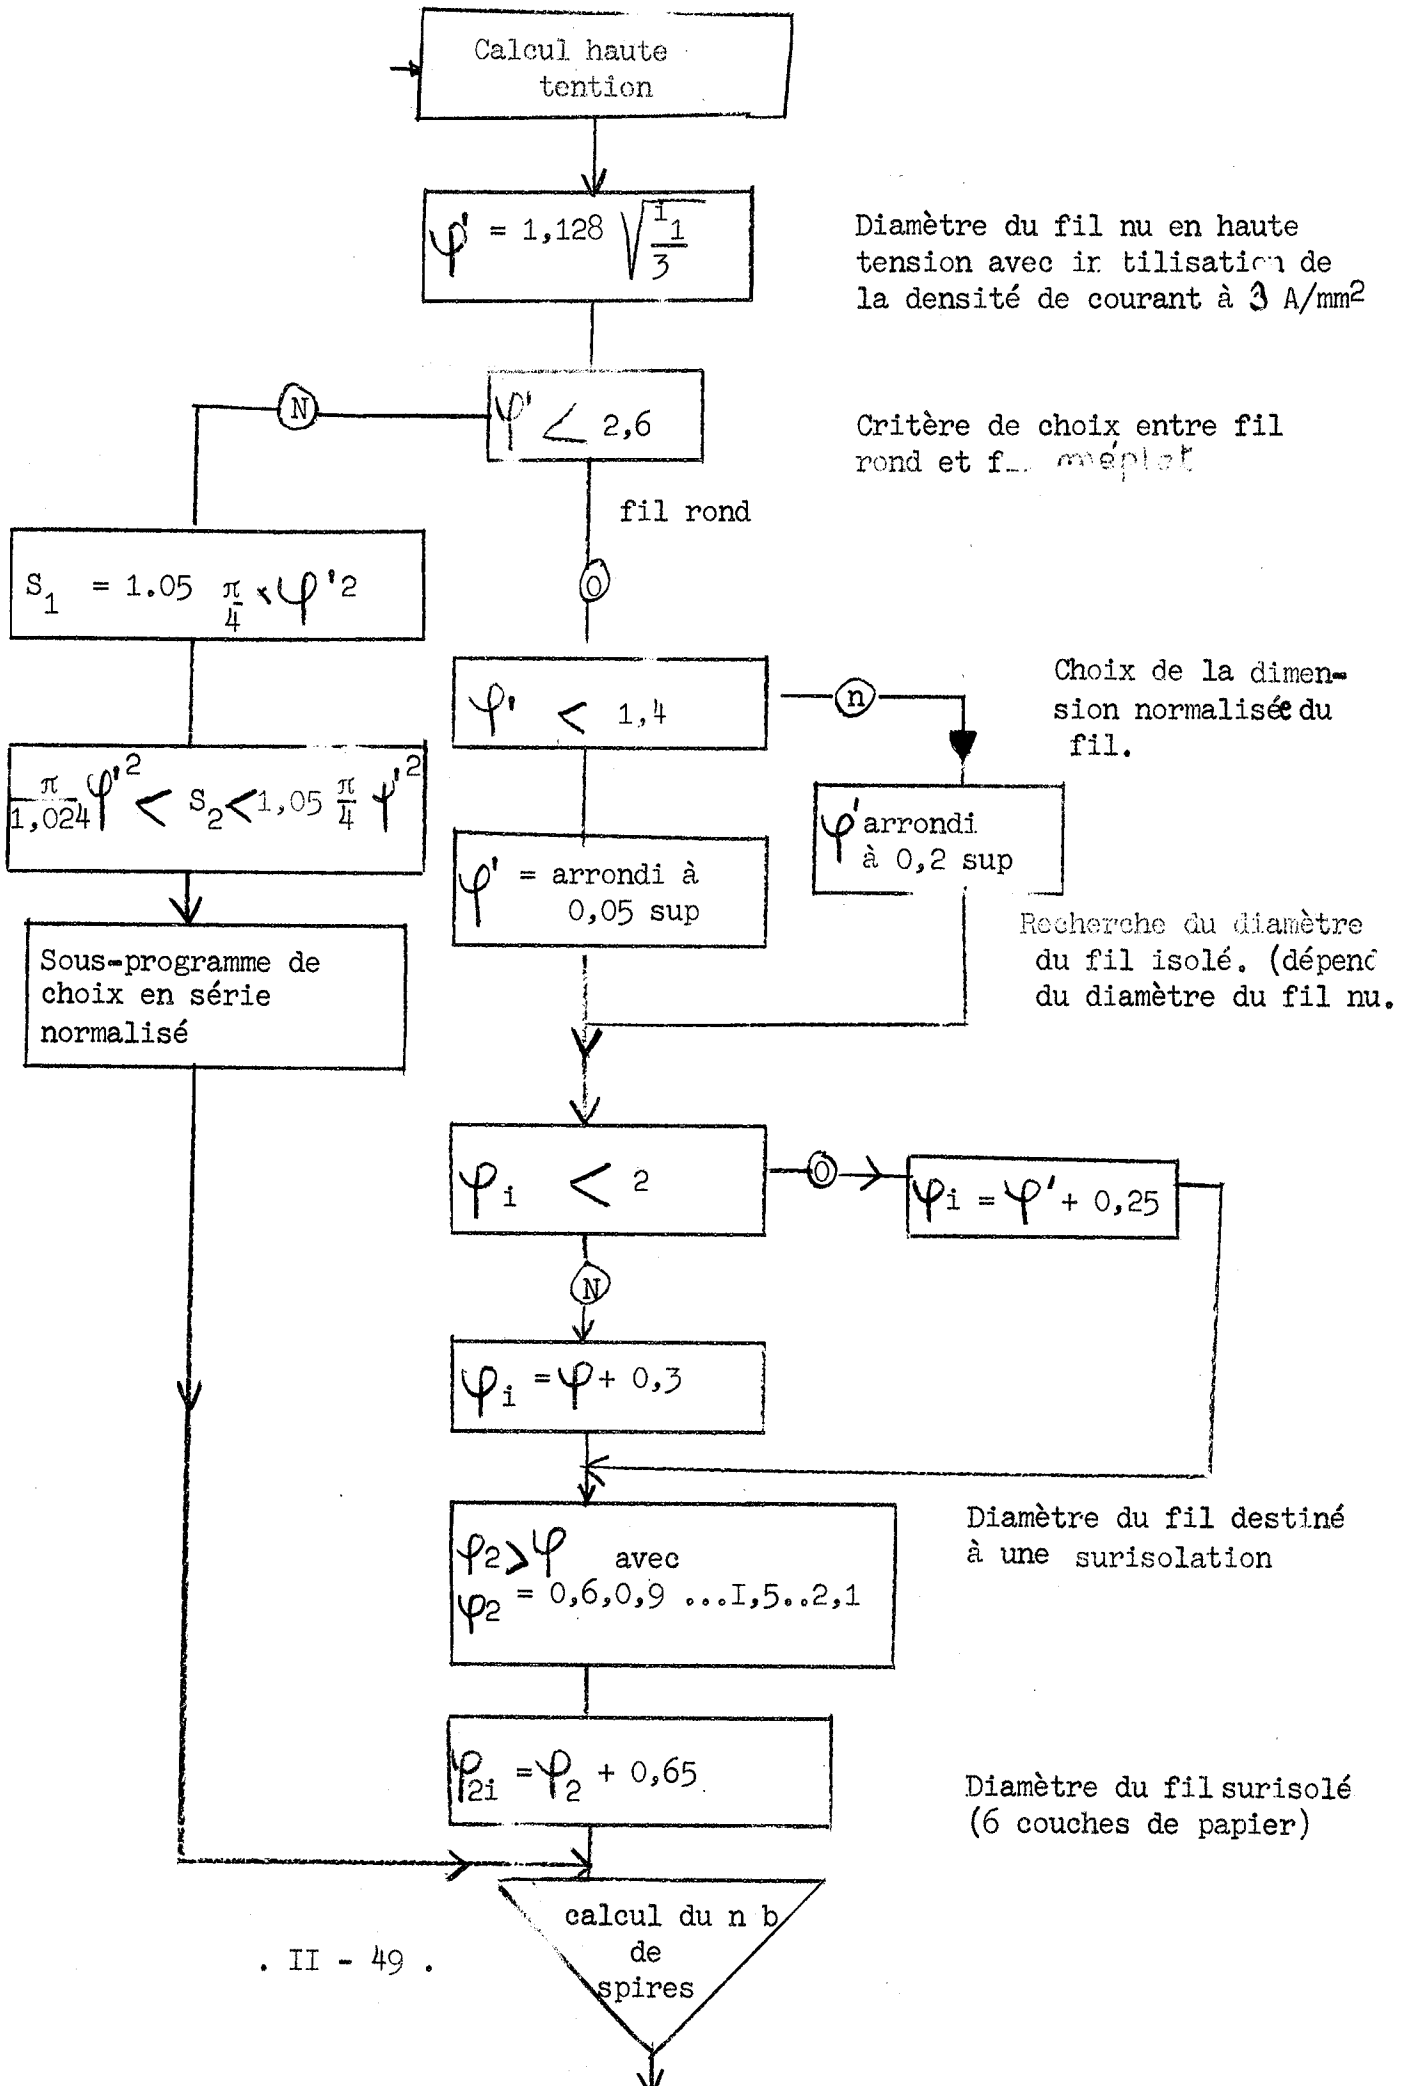 Calcul haute
tention
φ' = 1,128 √(i₁/3)
Diamètre du fil nu en haute
tension avec de
la densité de courant à 3 A/mm2
N
φ' < 2,6
Critère de choix entre fil
rond et méplat
fil rond
O
S₁ = 1.05 π/4 × φ'2
φ' < 1,4
n
Choix de la dimen-
sion normalisée du
fil.
π/1,024 φ'² < S₂ < 1,05 π/4 φ'²
φ' arrondi
à 0,2 sup
φ' = arrondi à
0,05 sup
Recherche du diamètre
du fil isolé. (dépend
du diamètre du fil nu.
Sous-programme de
choix en série
normalisé
φi < 2
O
φi = φ' + 0,25
N
φi = φ + 0,3
Diamètre du fil destiné
à une surisolation
φ2 > φ avec
φ2 = 0,6,0,9 ...I,5..2,1
φ2i = φ2 + 0,65
Diamètre du fil surisolé
(6 couches de papier)
calcul du n b
de
spires
. II - 49 .